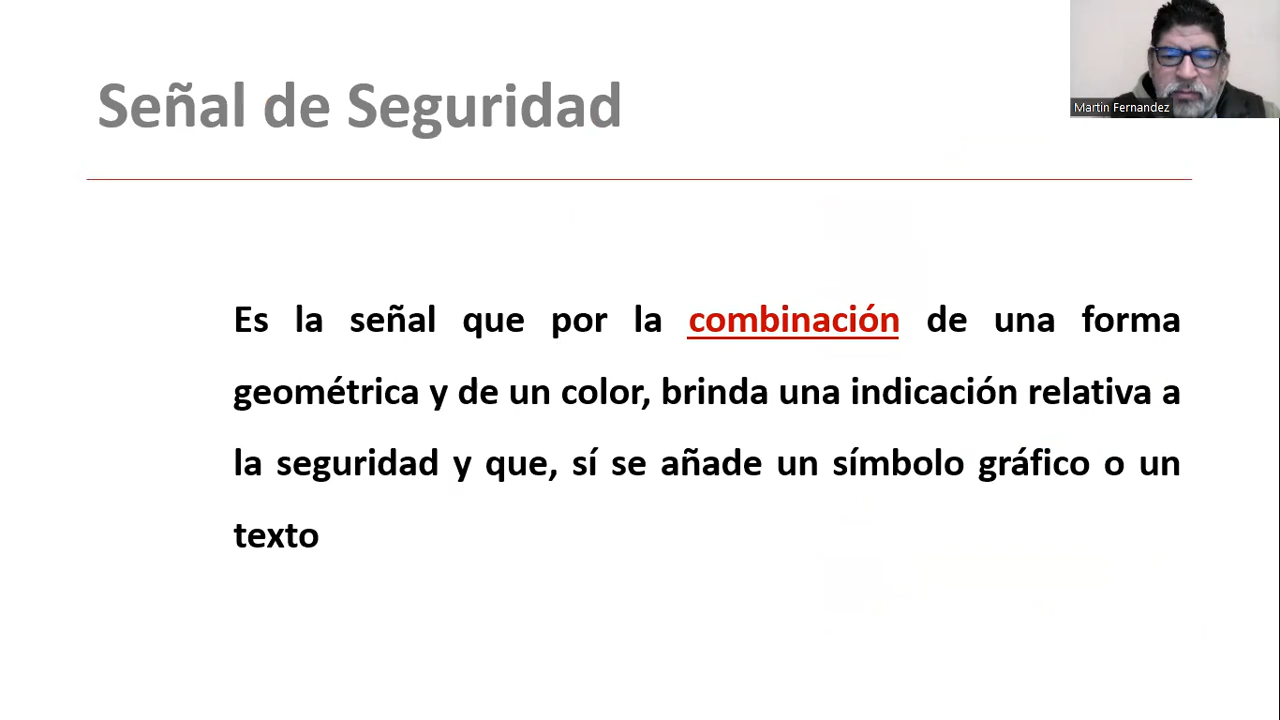 Señal de Seguridad
Martin Fernandez
Es la señal que por la combinación de una forma
geométrica y de un color, brinda una indicación relativa a
la seguridad y que, sí se añade un símbolo gráfico o un
texto